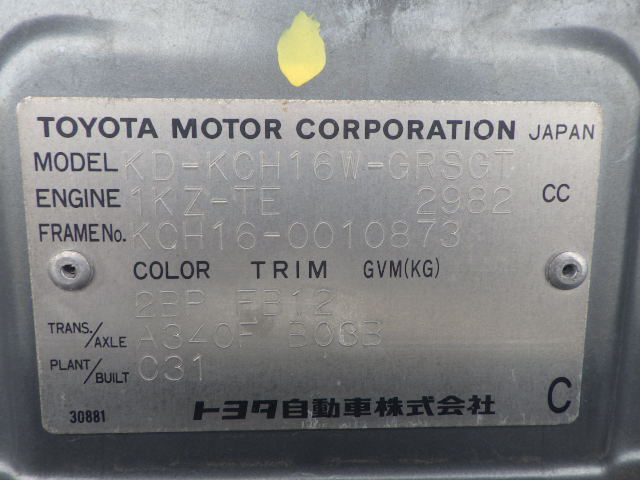 TOYOTA MOTOR CORPORATION JAPAN
MODEL KD-KCH16W-GRSGT
ENGINE 1KZ-TE 2982 CC
FRAME No. KCH16-0010873
COLOR TRIM GVM(KG)
2BP FB12
TRANS./AXLE A340F B03B
PLANT/BUILT C31
トヨタ自動車株式会社 C
30881